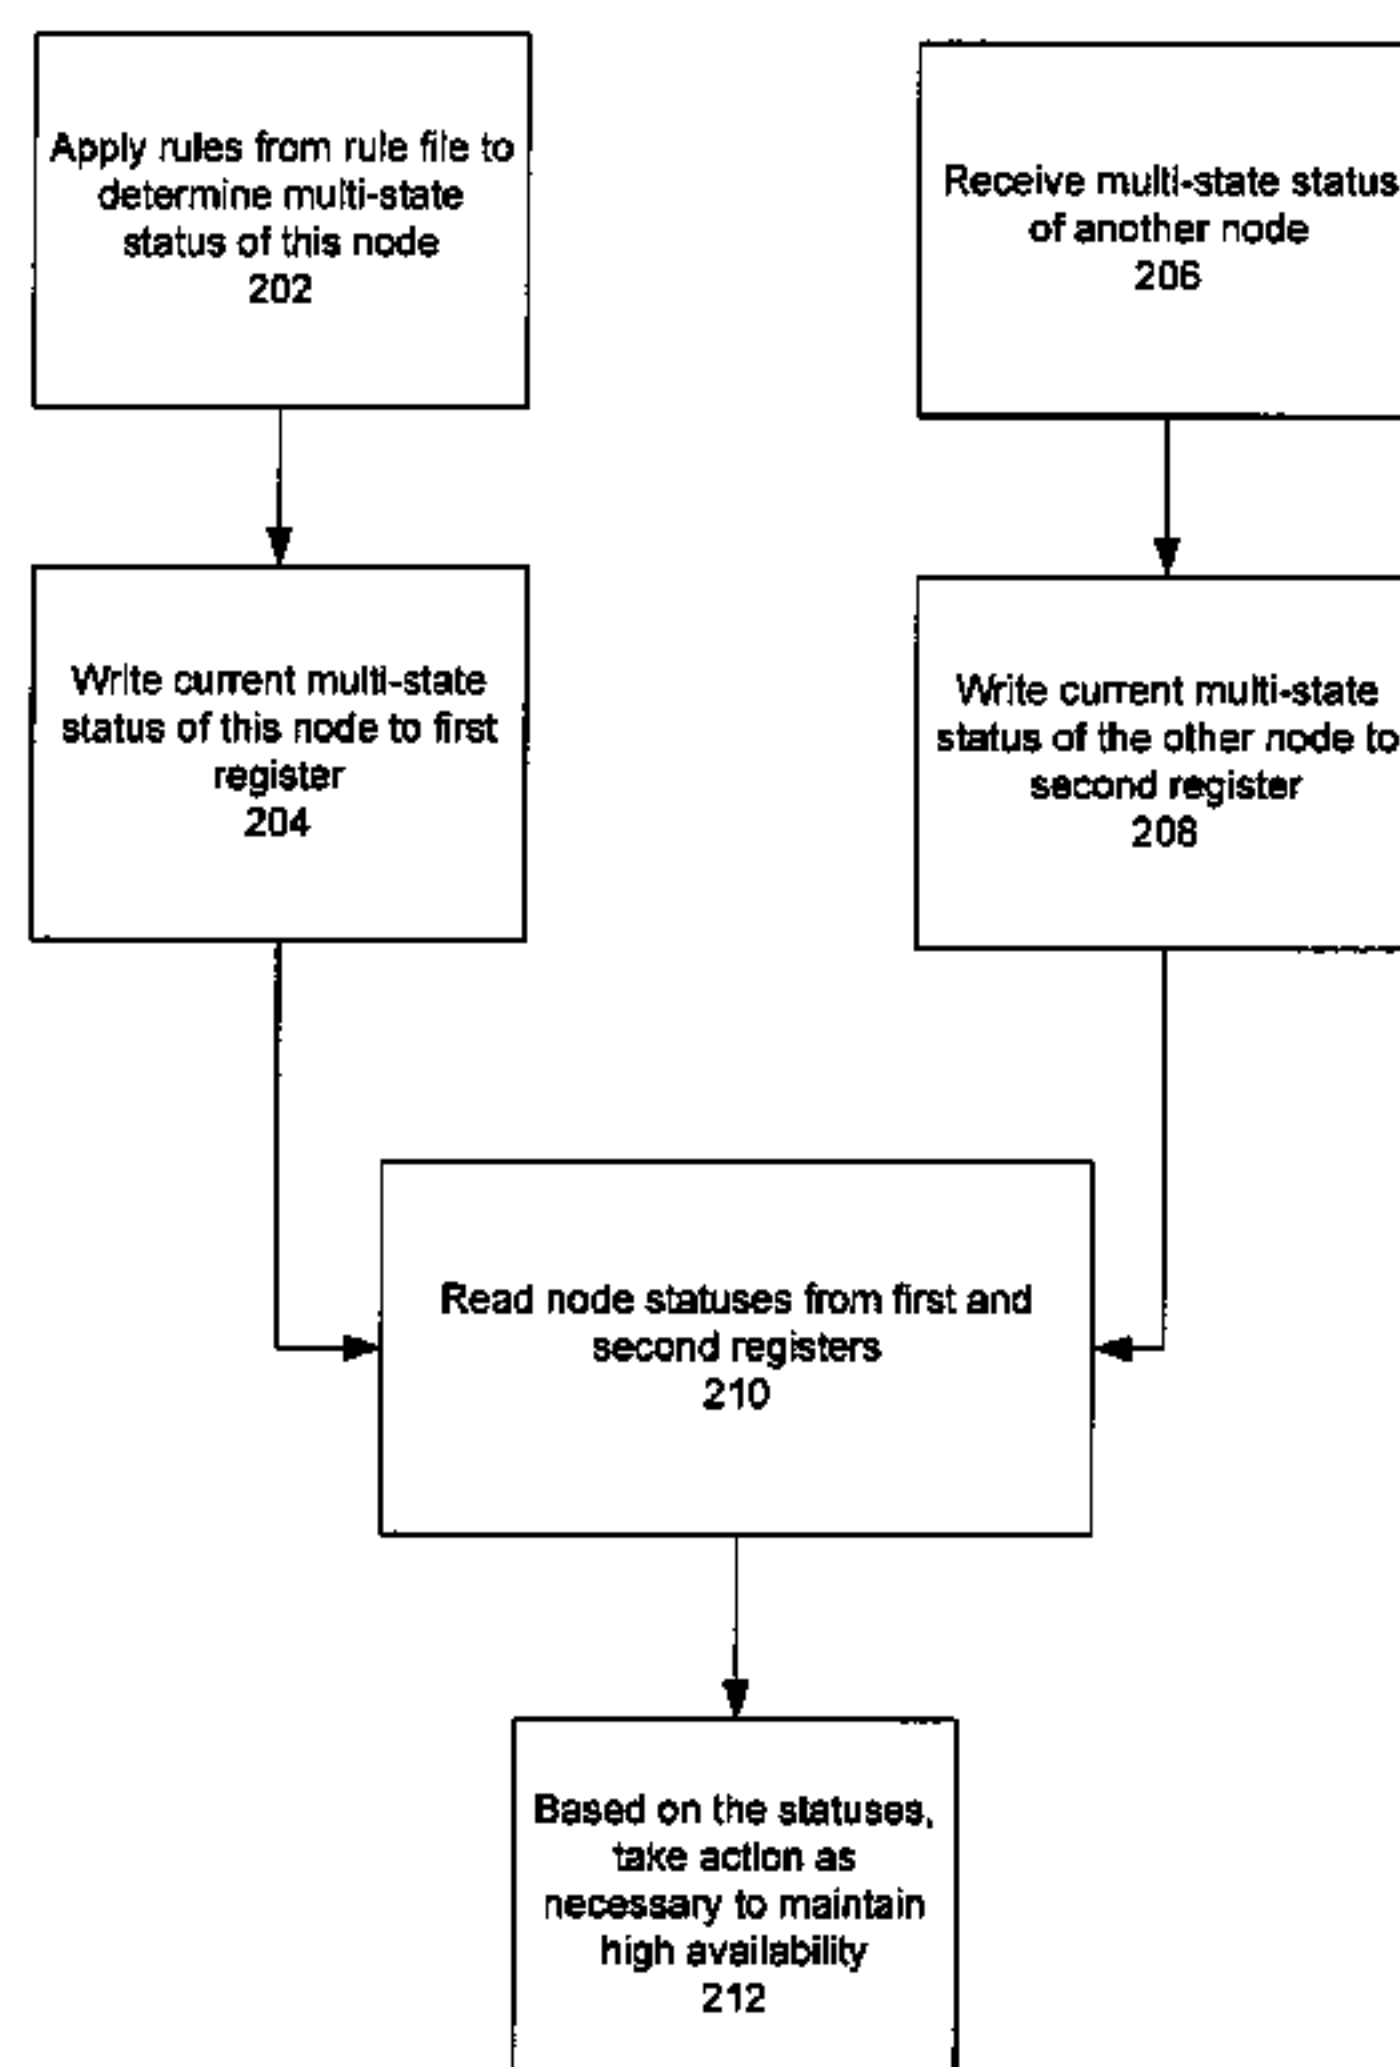 Apply rules from rule file to
determine multi-state
status of this node
202
Receive multi-state status
of another node
206
Write current multi-state
status of this node to first
register
204
Write current multi-state
status of the other node to
second register
208
Read node statuses from first and
second registers
210
Based on the statuses,
take action as
necessary to maintain
high availability
212